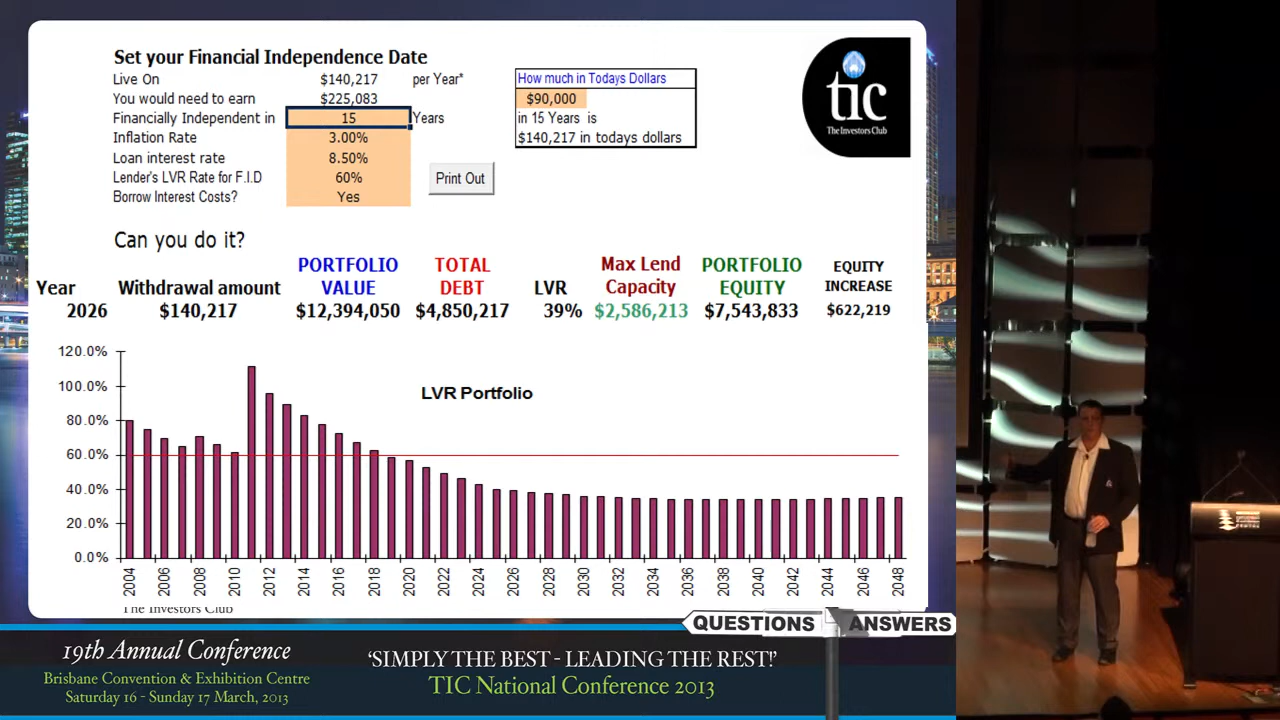 Set your Financial Independence Date
Live On $140,217 per Year*
You would need to earn $225,083
Financially Independent in 15 Years
Inflation Rate 3.00%
Loan interest rate 8.50%
Lender's LVR Rate for F.I.D 60%
Borrow Interest Costs? Yes
Print Out
How much in Todays Dollars
$90,000
in 15 Years is
$140,217 in todays dollars
tic
The Investors Club
Can you do it?
Year Withdrawal amount PORTFOLIO VALUE TOTAL DEBT LVR Max Lend Capacity PORTFOLIO EQUITY EQUITY INCREASE
2026 $140,217 $12,394,050 $4,850,217 39% $2,586,213 $7,543,833 $622,219
LVR Portfolio
120.0%
100.0%
80.0%
60.0%
40.0%
20.0%
0.0%
2004 2006 2008 2010 2012 2014 2016 2018 2020 2022 2024 2026 2028 2030 2032 2034 2036 2038 2040 2042 2044 2046 2048
The Investors Club
QUESTIONS ANSWERS
19th Annual Conference
Brisbane Convention & Exhibition Centre
Saturday 16 - Sunday 17 March, 2013
'SIMPLY THE BEST - LEADING THE REST!'
TIC National Conference 2013